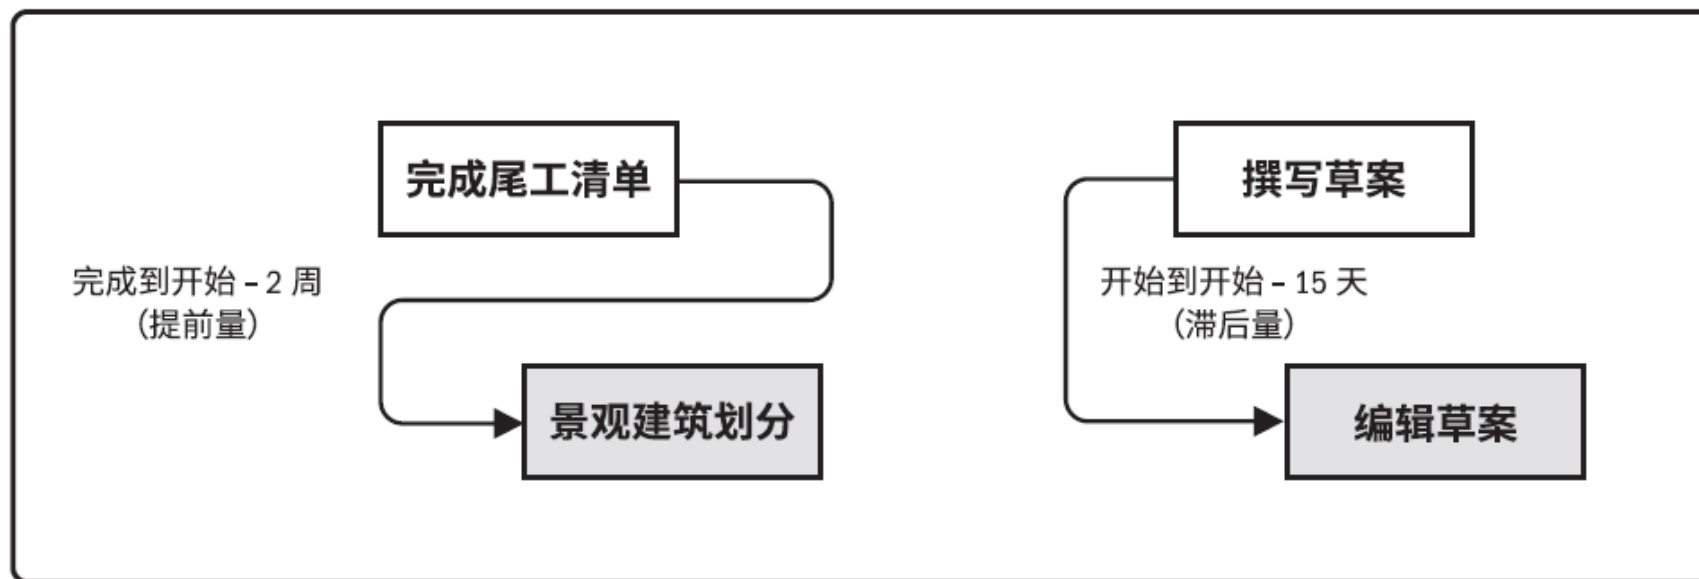 完成尾工清单
撰写草案
完成到开始 – 2 周
(提前量)
开始到开始 – 15 天
(滞后量)
景观建筑划分
编辑草案